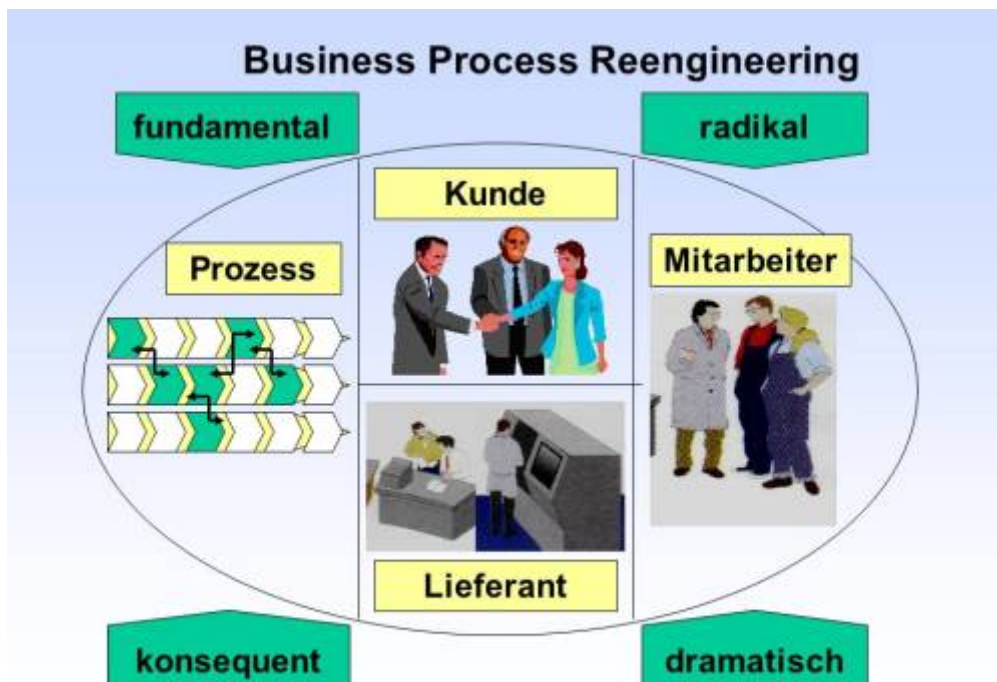 Business Process Reengineering
fundamental
radikal
Kunde
Prozess
Mitarbeiter
Lieferant
konsequent
dramatisch